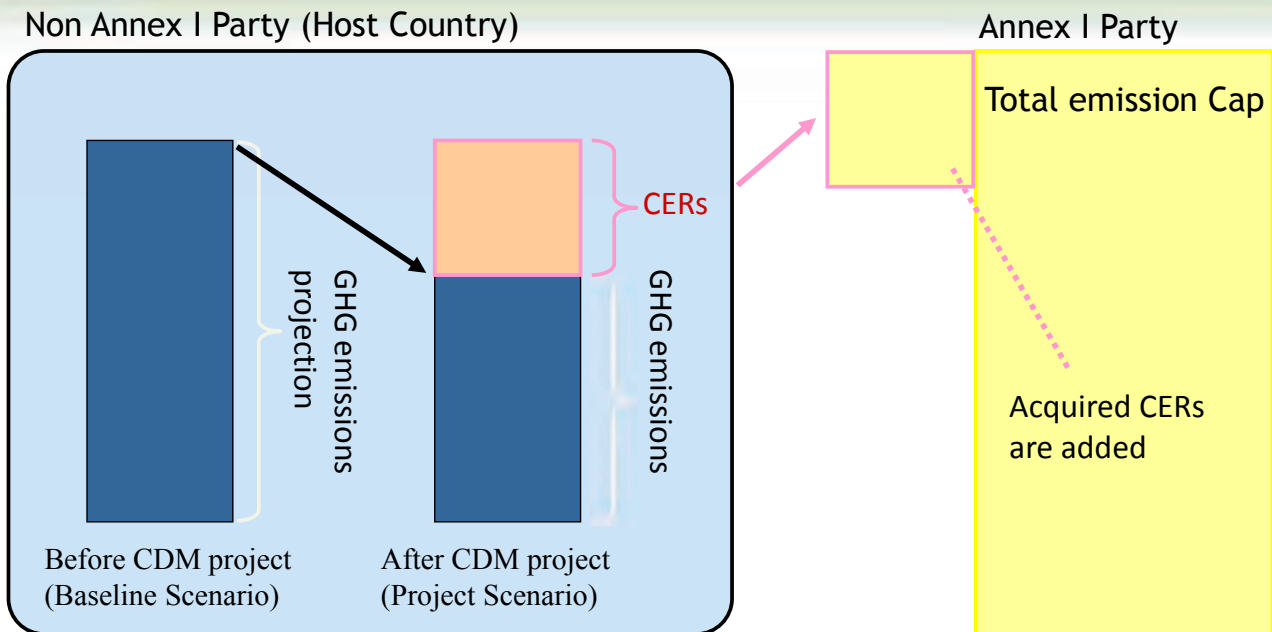 Non Annex I Party (Host Country)
Annex I Party
Total emission Cap
CERs
GHG emissions
projection
GHG emissions
Acquired CERs
are added
Before CDM project
(Baseline Scenario)
After CDM project
(Project Scenario)